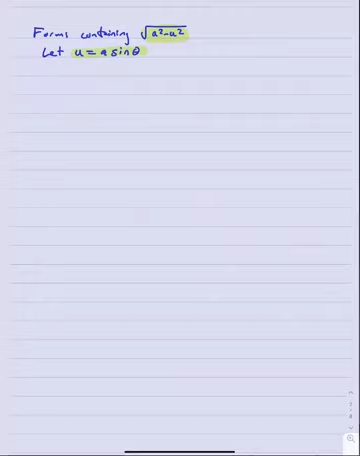 Forms containing √(a²-u²)
Let u = a sin θ